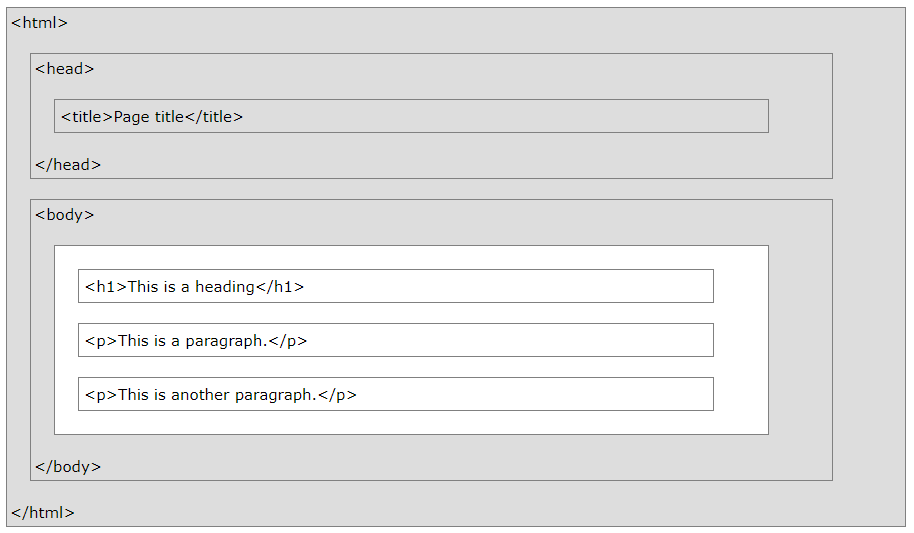 <html>
<head>
<title>Page title</title>
</head>
<body>
<h1>This is a heading</h1>
<p>This is a paragraph.</p>
<p>This is another paragraph.</p>
</body>
</html>